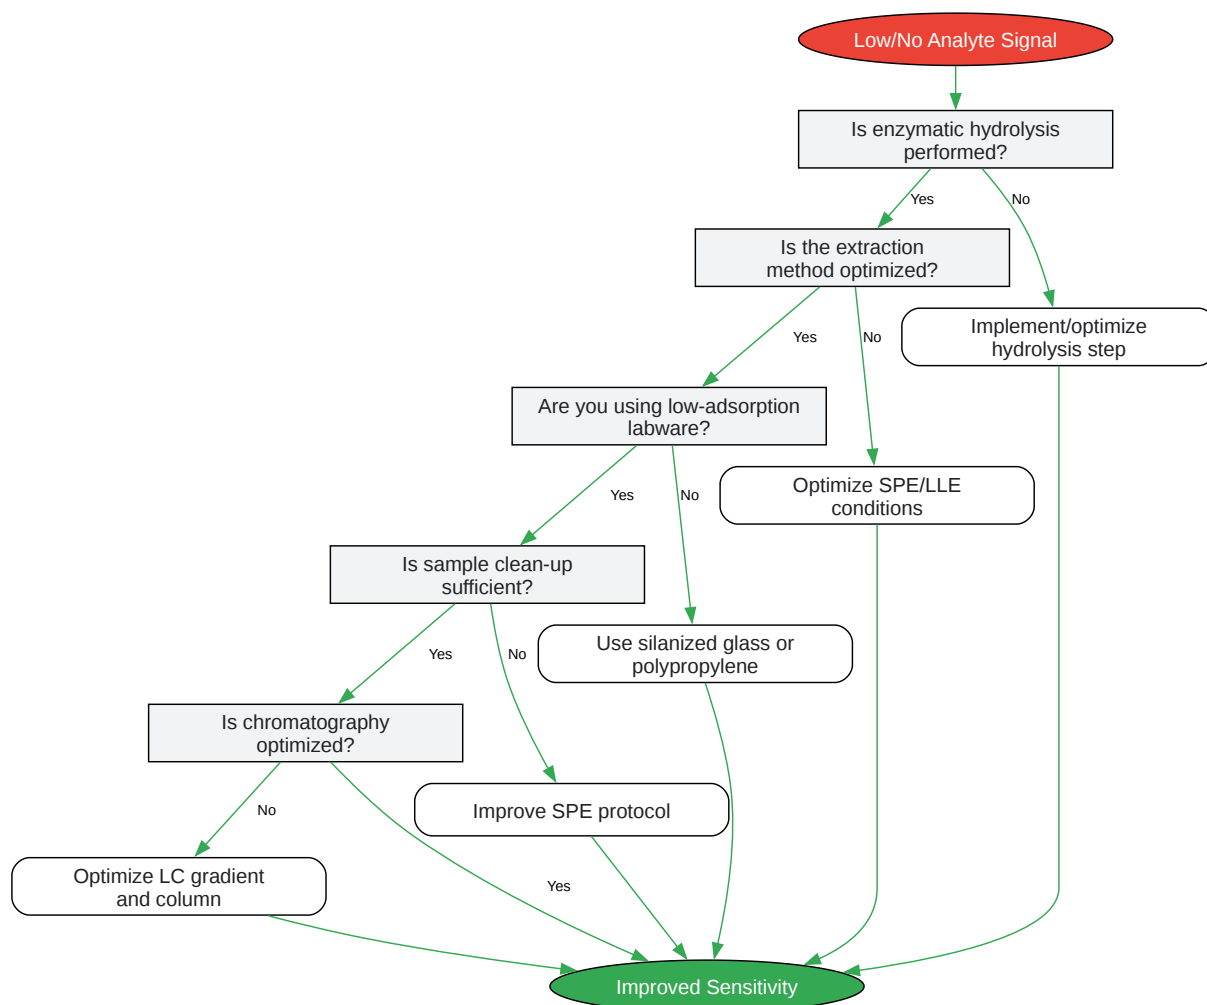 Low/No Analyte Signal
Is enzymatic hydrolysis
performed?
Yes
No
Is the extraction
method optimized?
Implement/optimize
hydrolysis step
Yes
No
Are you using low-adsorption
labware?
Optimize SPE/LLE
conditions
Yes
No
Is sample clean-up
sufficient?
Use silanized glass or
polypropylene
Yes
No
Is chromatography
optimized?
Improve SPE protocol
No
Optimize LC gradient
and column
Yes
Improved Sensitivity